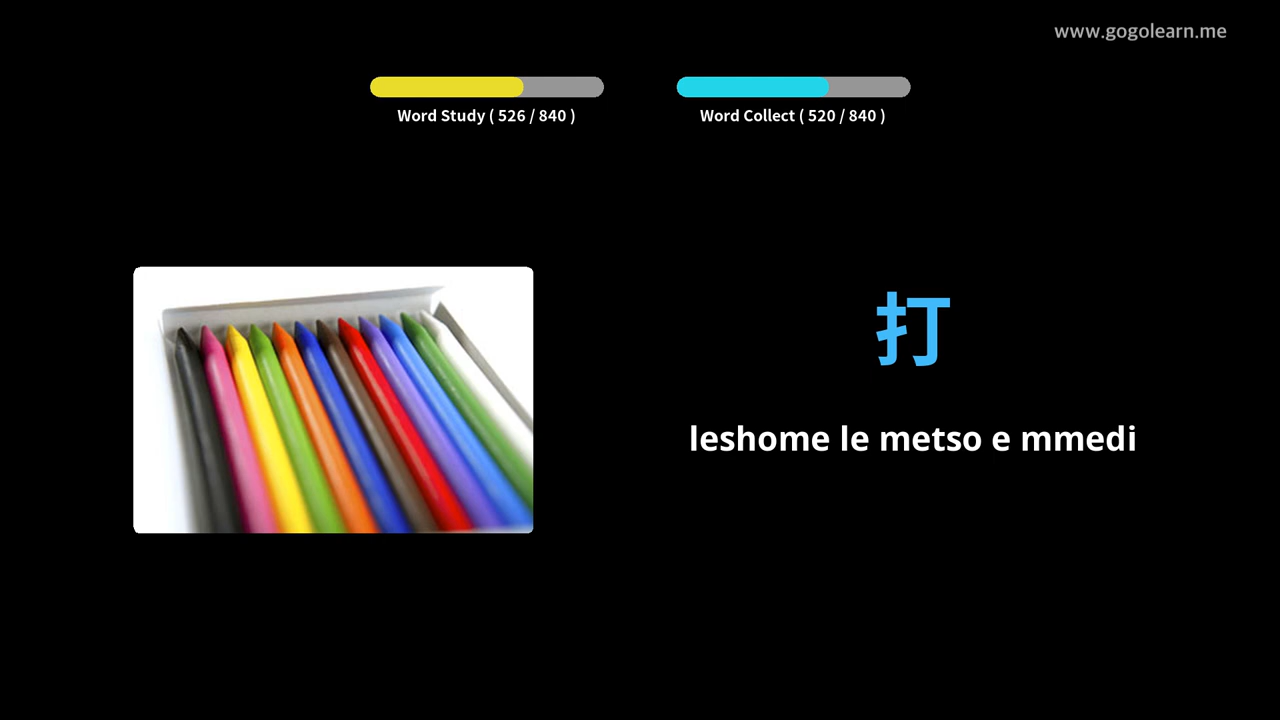 www.gogolearn.me
Word Study ( 526 / 840 )
Word Collect ( 520 / 840 )
打
leshome le metso e mmedi